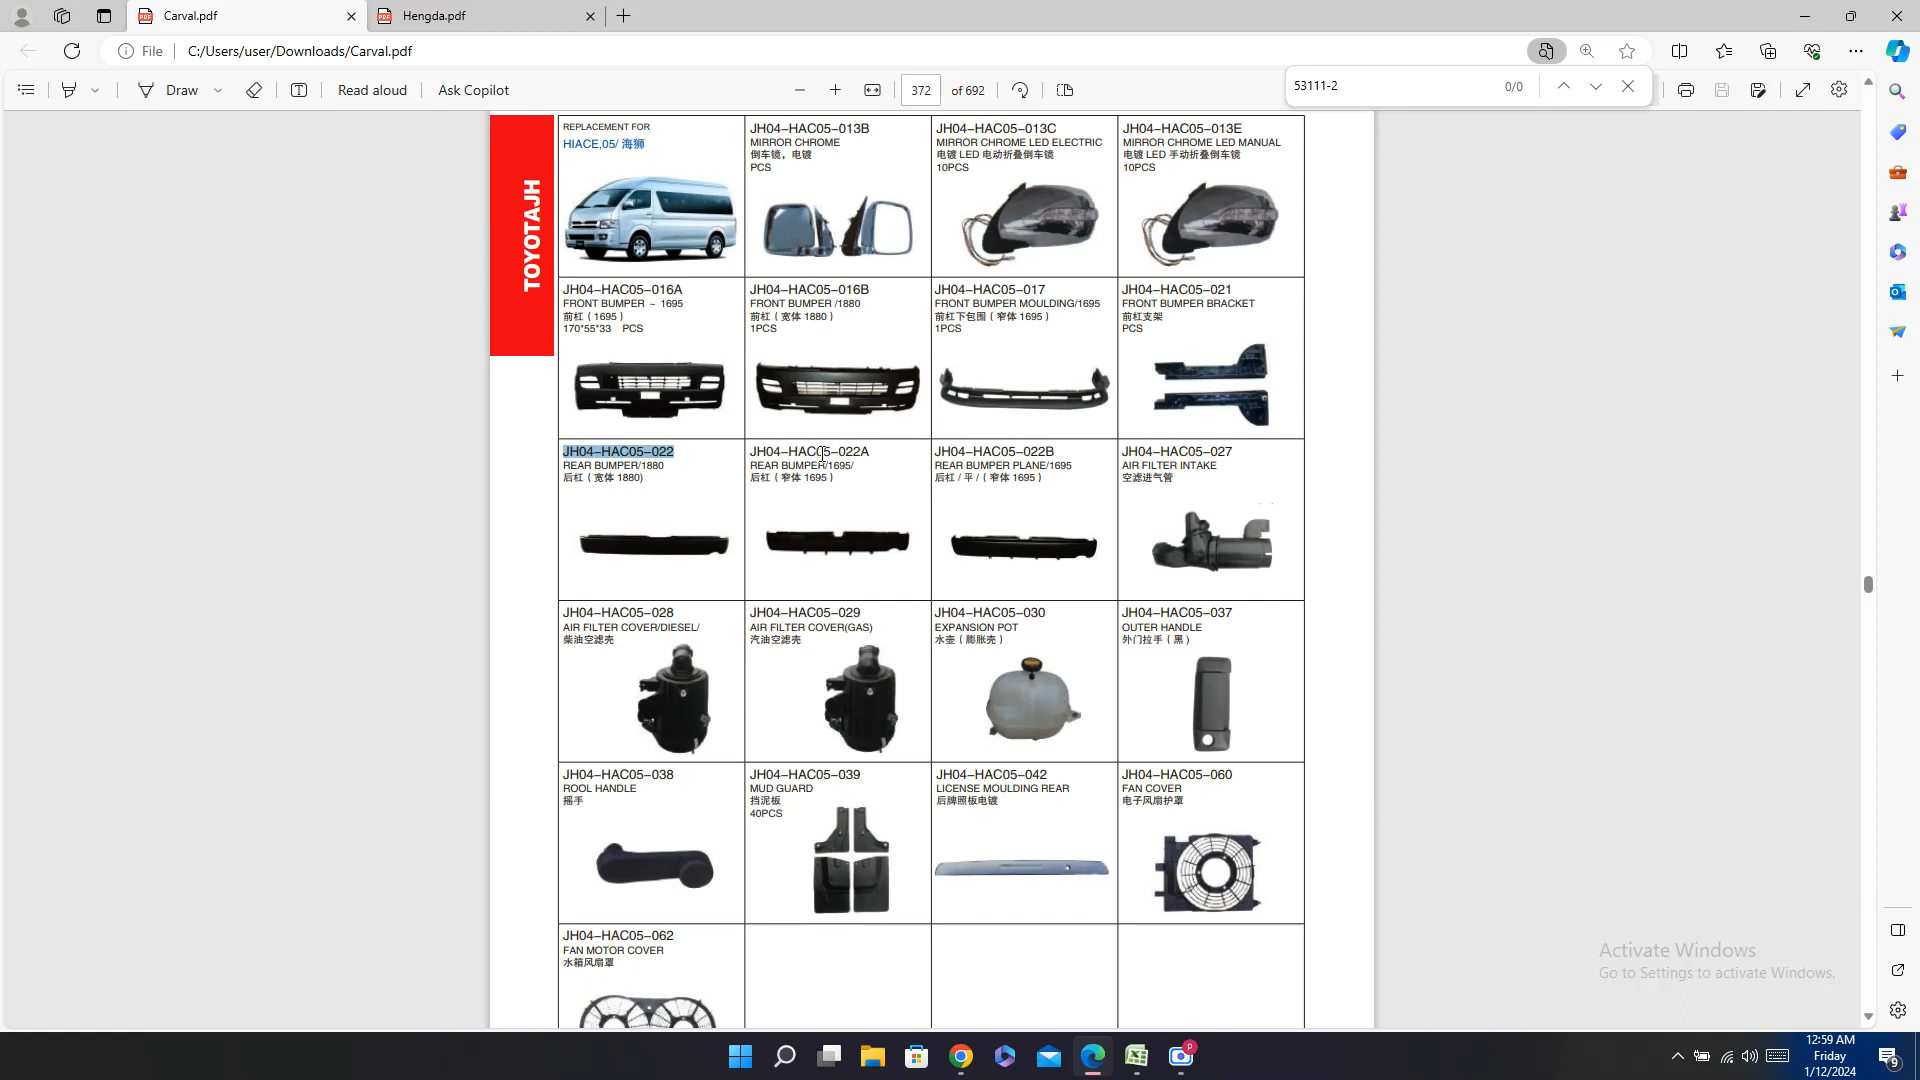 Carval.pdf
Hengda.pdf
File
C:/Users/user/Downloads/Carval.pdf
Draw
Read aloud
Ask Copilot
372
of 692
53111-2
0/0
TOYOTAJH
REPLACEMENT FOR
HIACE,05/ 海狮
JH04-HAC05-013B
MIRROR CHROME
倒车镜，电镀
PCS
JH04-HAC05-013C
MIRROR CHROME LED ELECTRIC
电镀 LED 电动折叠倒车镜
10PCS
JH04-HAC05-013E
MIRROR CHROME LED MANUAL
电镀 LED 手动折叠倒车镜
10PCS
JH04-HAC05-016A
FRONT BUMPER ~ 1695
前杠（1695）
170*55*33 PCS
JH04-HAC05-016B
FRONT BUMPER /1880
前杠（宽体 1880）
1PCS
JH04-HAC05-017
FRONT BUMPER MOULDING/1695
前杠下包围（窄体 1695）
1PCS
JH04-HAC05-021
FRONT BUMPER BRACKET
前杠支架
PCS
JH04-HAC05-022
REAR BUMPER/1880
后杠（宽体 1880)
JH04-HAC05-022A
REAR BUMPER/1695/
后杠（窄体 1695）
JH04-HAC05-022B
REAR BUMPER PLANE/1695
后杠 / 平 /（窄体 1695）
JH04-HAC05-027
AIR FILTER INTAKE
空滤进气管
JH04-HAC05-028
AIR FILTER COVER/DIESEL/
柴油空滤壳
JH04-HAC05-029
AIR FILTER COVER(GAS)
汽油空滤壳
JH04-HAC05-030
EXPANSION POT
水壶（膨胀壳）
JH04-HAC05-037
OUTER HANDLE
外门拉手（黑）
JH04-HAC05-038
ROOL HANDLE
摇手
JH04-HAC05-039
MUD GUARD
挡泥板
40PCS
JH04-HAC05-042
LICENSE MOULDING REAR
后牌照板电镀
JH04-HAC05-060
FAN COVER
电子风扇护罩
JH04-HAC05-062
FAN MOTOR COVER
水箱风扇罩
Activate Windows
Go to Settings to activate Windows.
12:59 AM
Friday
1/12/2024
9